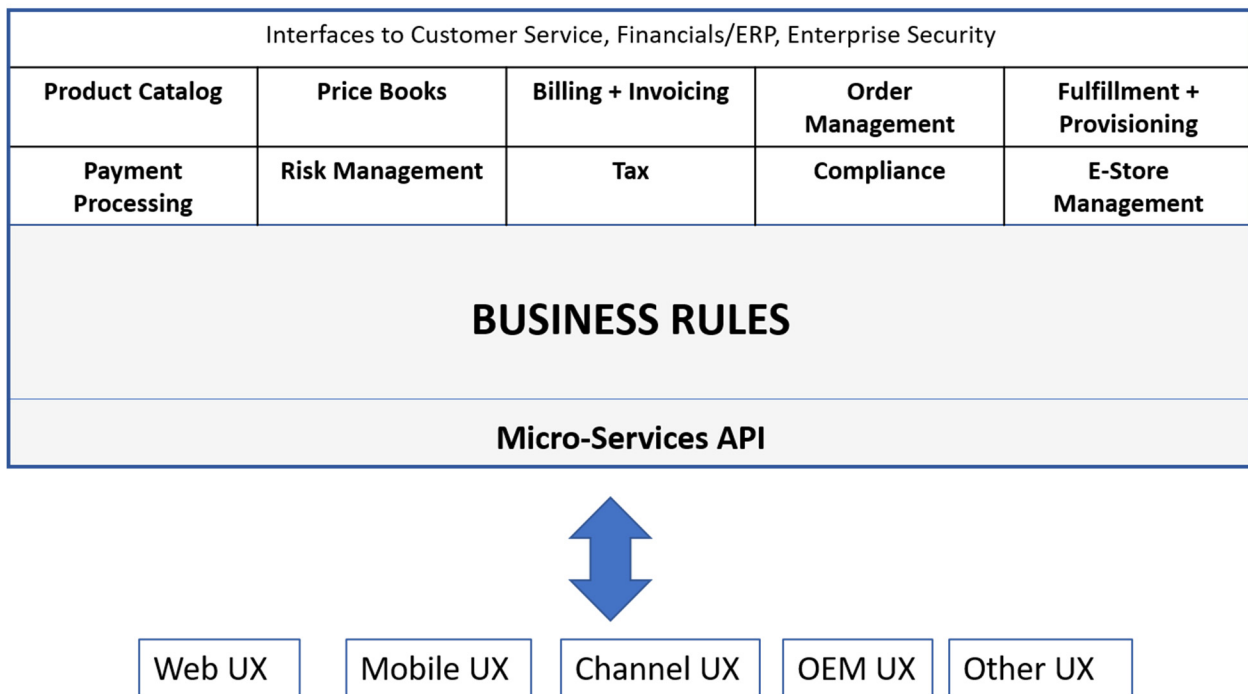 Interfaces to Customer Service, Financials/ERP, Enterprise Security
Product Catalog
Price Books
Billing + Invoicing
Order
Management
Fulfillment +
Provisioning
Payment
Processing
Risk Management
Tax
Compliance
E-Store
Management
BUSINESS RULES
Micro-Services API
Web UX
Mobile UX
Channel UX
OEM UX
Other UX